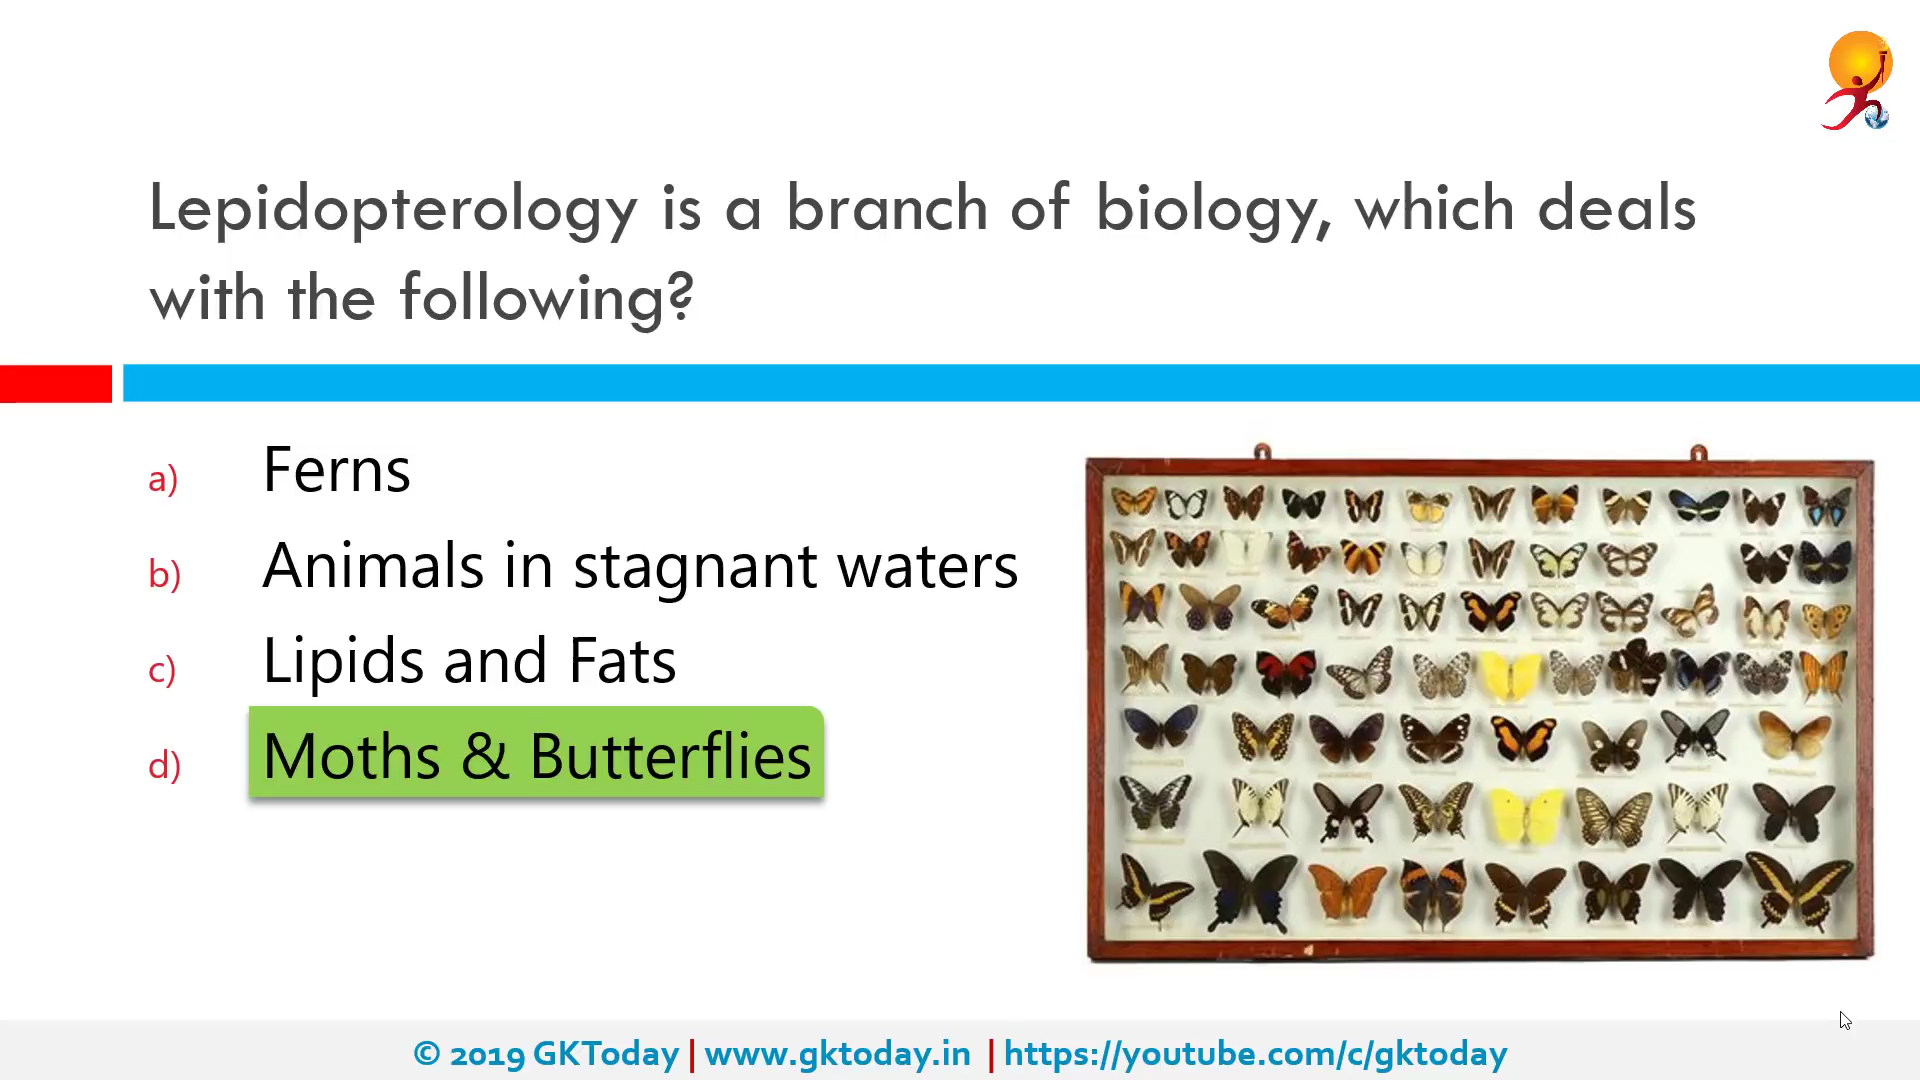 Lepidopterology is a branch of biology, which deals
with the following?
a) Ferns
b) Animals in stagnant waters
c) Lipids and Fats
d) Moths & Butterflies
© 2019 GKToday | www.gktoday.in | https://youtube.com/c/gktoday